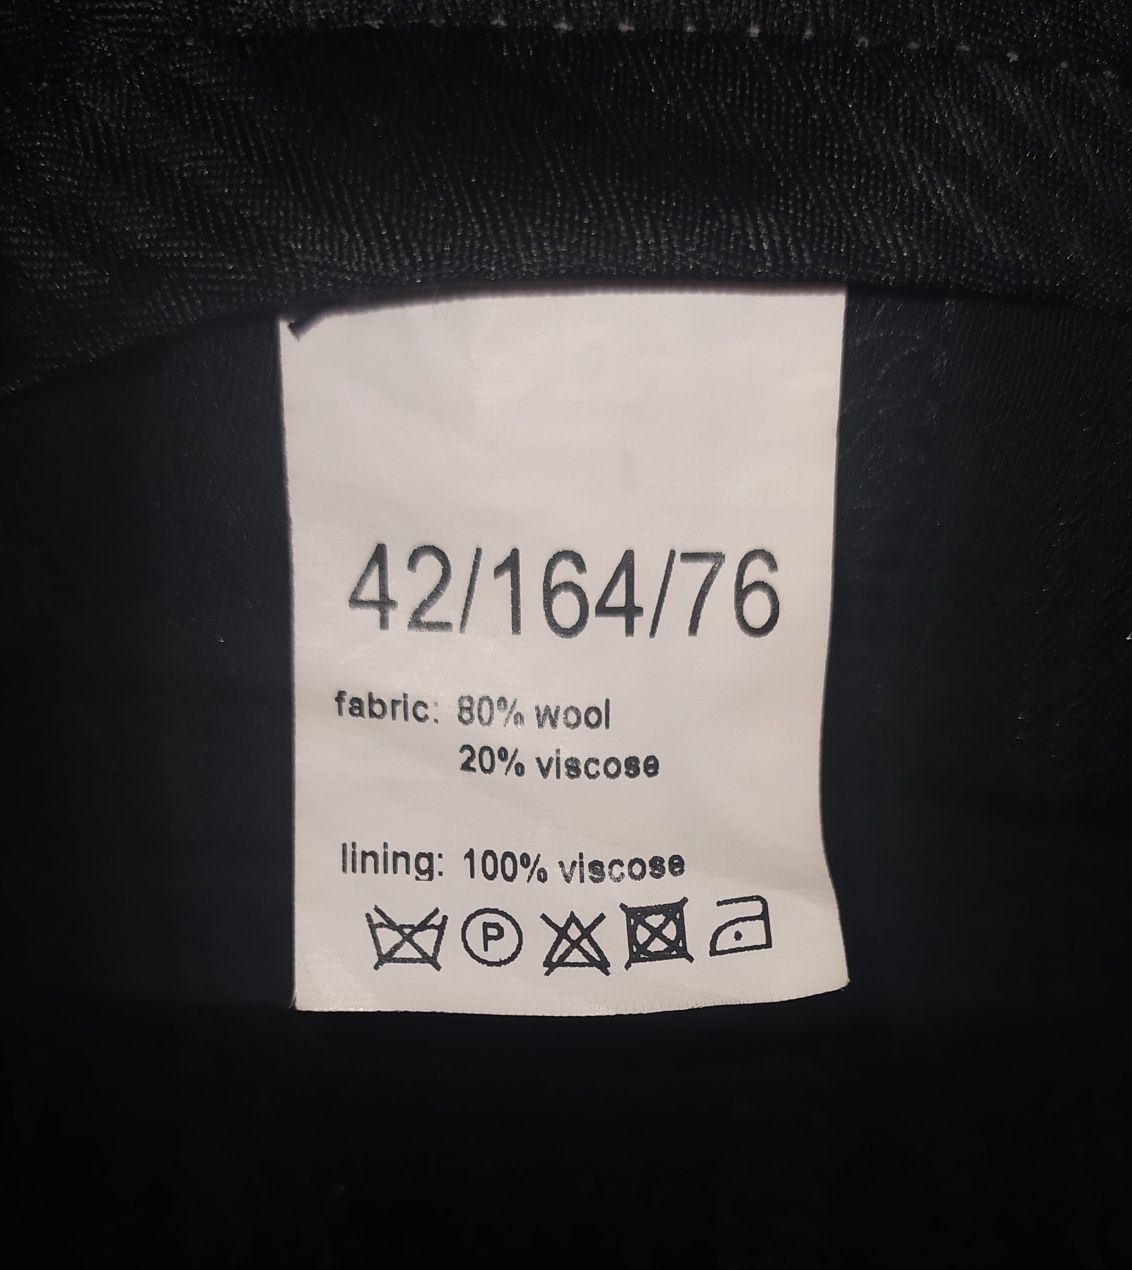 42/164/76
fabric: 80% wool
20% viscose
lining: 100% viscose
P